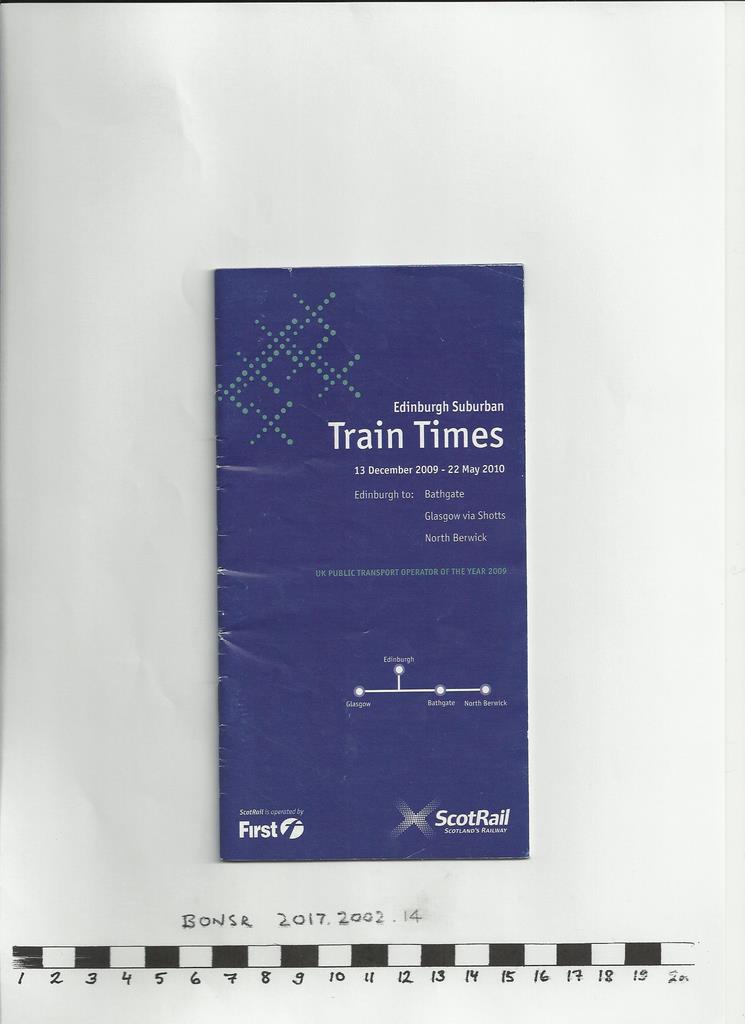 Edinburgh Suburban
Train Times
13 December 2009 - 22 May 2010
Edinburgh to: Bathgate
Glasgow via Shotts
North Berwick
UK PUBLIC TRANSPORT OPERATOR OF THE YEAR 2009
Edinburgh
Glasgow Bathgate North Berwick
ScotRail is operated by
First
ScotRail
SCOTLAND'S RAILWAY
BONSR 2017.2002.14
1 2 3 4 5 6 7 8 9 10 11 12 13 14 15 16 17 18 19 20